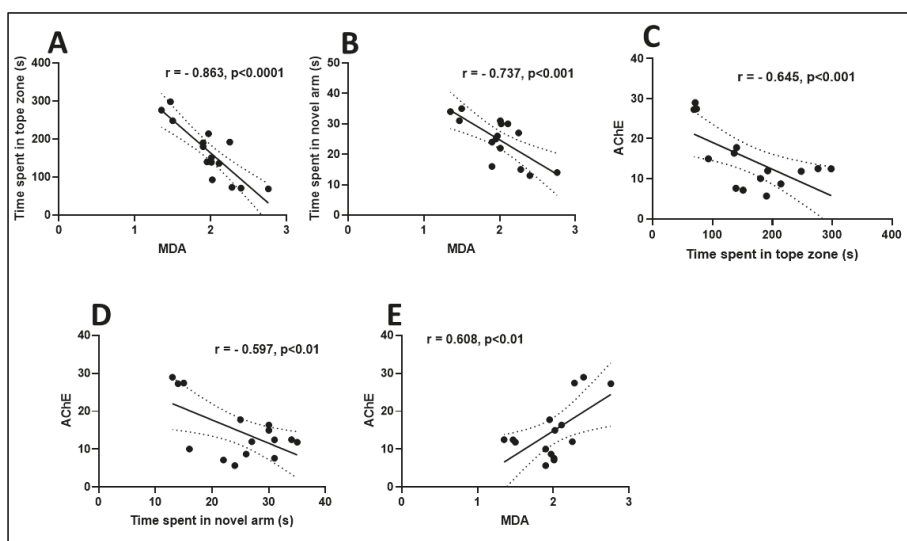 A
r = - 0.863, p<0.0001
Time spent in tope zone (s)
400
300
200
100
0
0
1
2
3
MDA
B
r = - 0.737, p<0.001
Time spent in novel arm (s)
50
40
30
20
10
0
0
1
2
3
MDA
C
r = - 0.645, p<0.001
AChE
40
30
20
10
0
0
100
200
300
400
Time spent in tope zone (s)
D
r = - 0.597, p<0.01
AChE
40
30
20
10
0
0
10
20
30
40
Time spent in novel arm (s)
E
r = 0.608, p<0.01
AChE
40
30
20
10
0
0
1
2
3
MDA